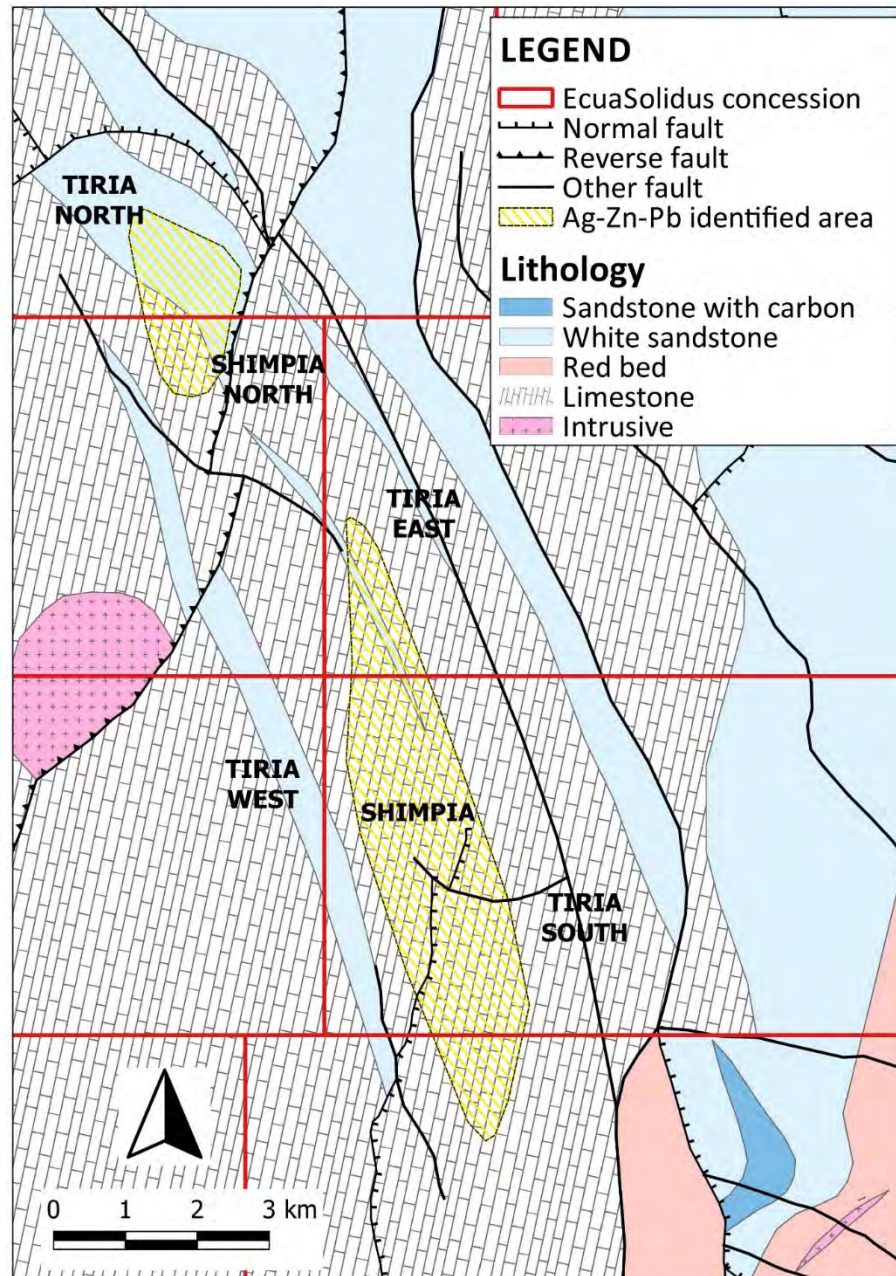 LEGEND
EcuaSolidus concession
Normal fault
Reverse fault
Other fault
Ag-Zn-Pb identified area
Lithology
Sandstone with carbon
White sandstone
Red bed
Limestone
Intrusive
TIRIA
NORTH
SHIMPIA
NORTH
TIRIA
EAST
TIRIA
WEST
SHIMPIA
TIRIA
SOUTH
0 1 2 3 km